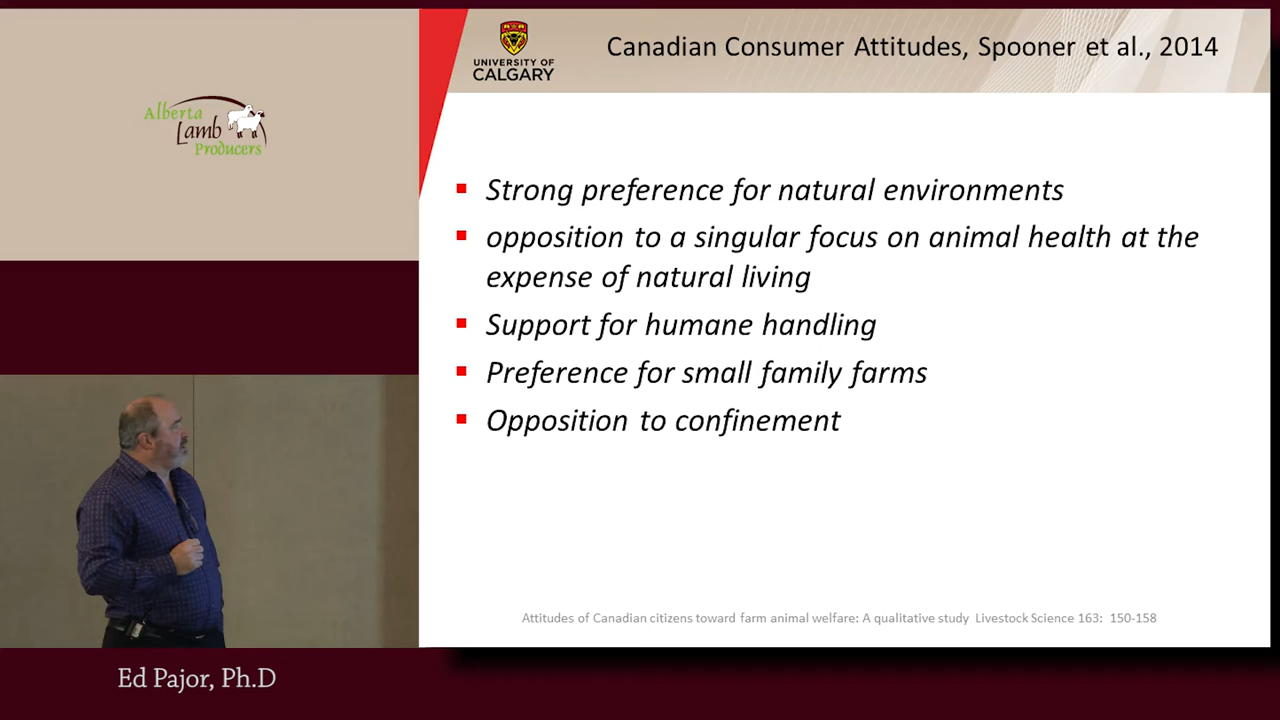 Alberta
Lamb
Producers
UNIVERSITY OF
CALGARY
Canadian Consumer Attitudes, Spooner et al., 2014
Strong preference for natural environments
opposition to a singular focus on animal health at the
expense of natural living
Support for humane handling
Preference for small family farms
Opposition to confinement
Attitudes of Canadian citizens toward farm animal welfare: A qualitative study Livestock Science 163: 150-158
Ed Pajor, Ph.D